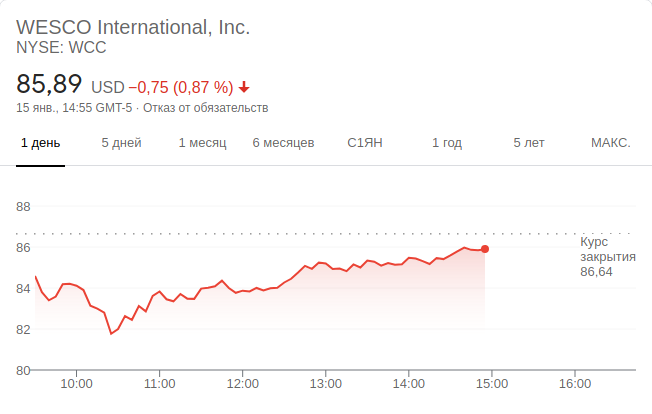 WESCO International, Inc.
NYSE: WCC
85,89 USD −0,75 (0,87 %)
15 янв., 14:55 GMT-5 · Отказ от обязательств
1 день 5 дней 1 месяц 6 месяцев С1ЯН 1 год 5 лет МАКС.
88
86
84
82
80
Курс
закрытия
86,64
10:00 11:00 12:00 13:00 14:00 15:00 16:00